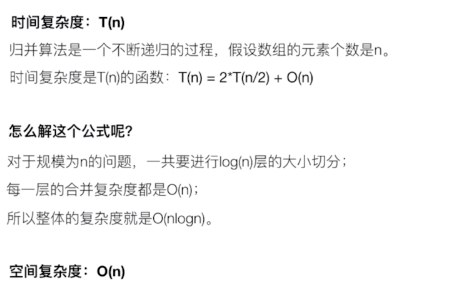 时间复杂度：T(n)
归并算法是一个不断递归的过程，假设数组的元素个数是n。
时间复杂度是T(n)的函数：T(n) = 2*T(n/2) + O(n)
怎么解这个公式呢？
对于规模为n的问题，一共要进行log(n)层的大小切分；
每一层的合并复杂度都是O(n)；
所以整体的复杂度就是O(nlogn)。
空间复杂度：O(n)